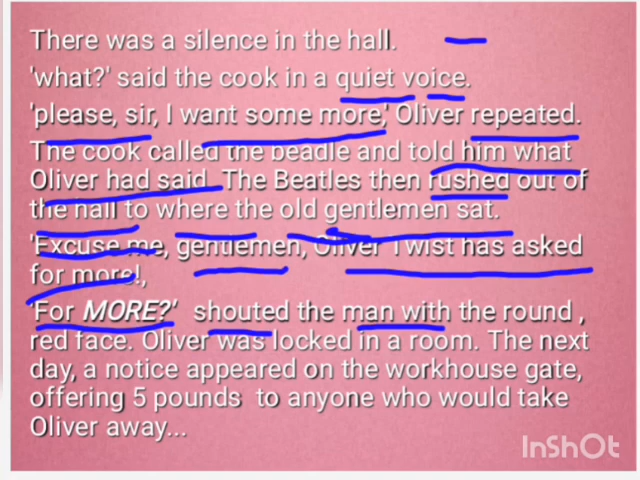 There was a silence in the hall.
'what?' said the cook in a quiet voice.
'please, sir, I want some more,' Oliver repeated.
The cook called the beadle and told him what
Oliver had said. The Beatles then rushed out of
the hall to where the old gentlemen sat.
'Excuse me, gentlemen, Oliver Twist has asked
for more!,
'For MORE?' shouted the man with the round ,
red face. Oliver was locked in a room. The next
day, a notice appeared on the workhouse gate,
offering 5 pounds to anyone who would take
Oliver away...
InShOt